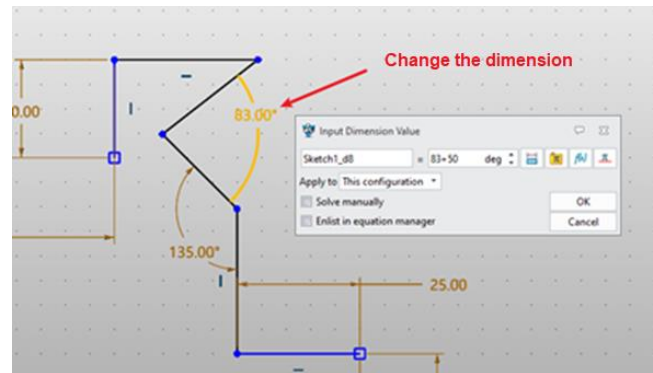 Change the dimension
0.00
83.00°
Input Dimension Value
Sketch1_d8 = 83+50 deg
Apply to This configuration
Solve manually
OK
Enlist in equation manager
Cancel
135.00°
25.00